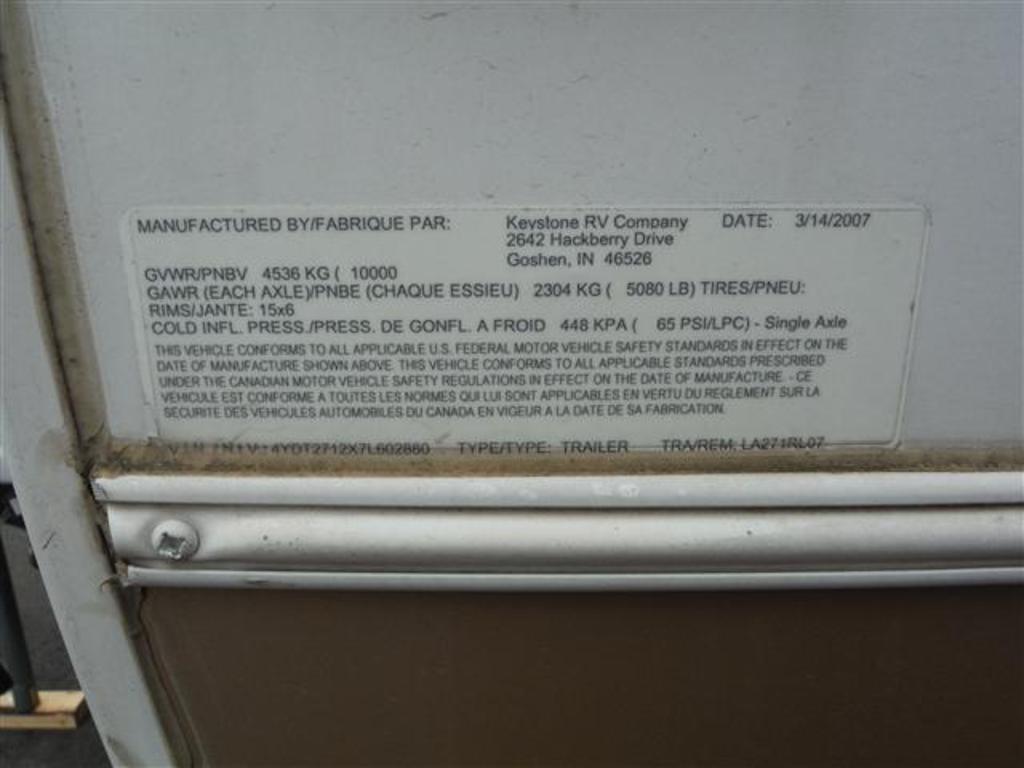 MANUFACTURED BY/FABRIQUE PAR: Keystone RV Company DATE: 3/14/2007
2642 Hackberry Drive
Goshen, IN 46526
GVWR/PNBV 4536 KG ( 10000
GAWR (EACH AXLE)/PNBE (CHAQUE ESSIEU) 2304 KG ( 5080 LB) TIRES/PNEU:
RIMS/JANTE: 15x6
COLD INFL. PRESS./PRESS. DE GONFL. A FROID 448 KPA ( 65 PSI/LPC) - Single Axle
THIS VEHICLE CONFORMS TO ALL APPLICABLE U.S. FEDERAL MOTOR VEHICLE SAFETY STANDARDS IN EFFECT ON THE
DATE OF MANUFACTURE SHOWN ABOVE. THIS VEHICLE CONFORMS TO ALL APPLICABLE STANDARDS PRESCRIBED
UNDER THE CANADIAN MOTOR VEHICLE SAFETY REGULATIONS IN EFFECT ON THE DATE OF MANUFACTURE. - CE
VEHICULE EST CONFORME A TOUTES LES NORMES QUI LUI SONT APPLICABLES EN VERTU DU REGLEMENT SUR LA
SECURITE DES VEHICULES AUTOMOBILES DU CANADA EN VIGEUR A LA DATE DE SA FABRICATION.
V.I.N./N.I.V.: 4YDT2712X7L602880 TYPE/TYPE: TRAILER TRA/REM, LA271RL07